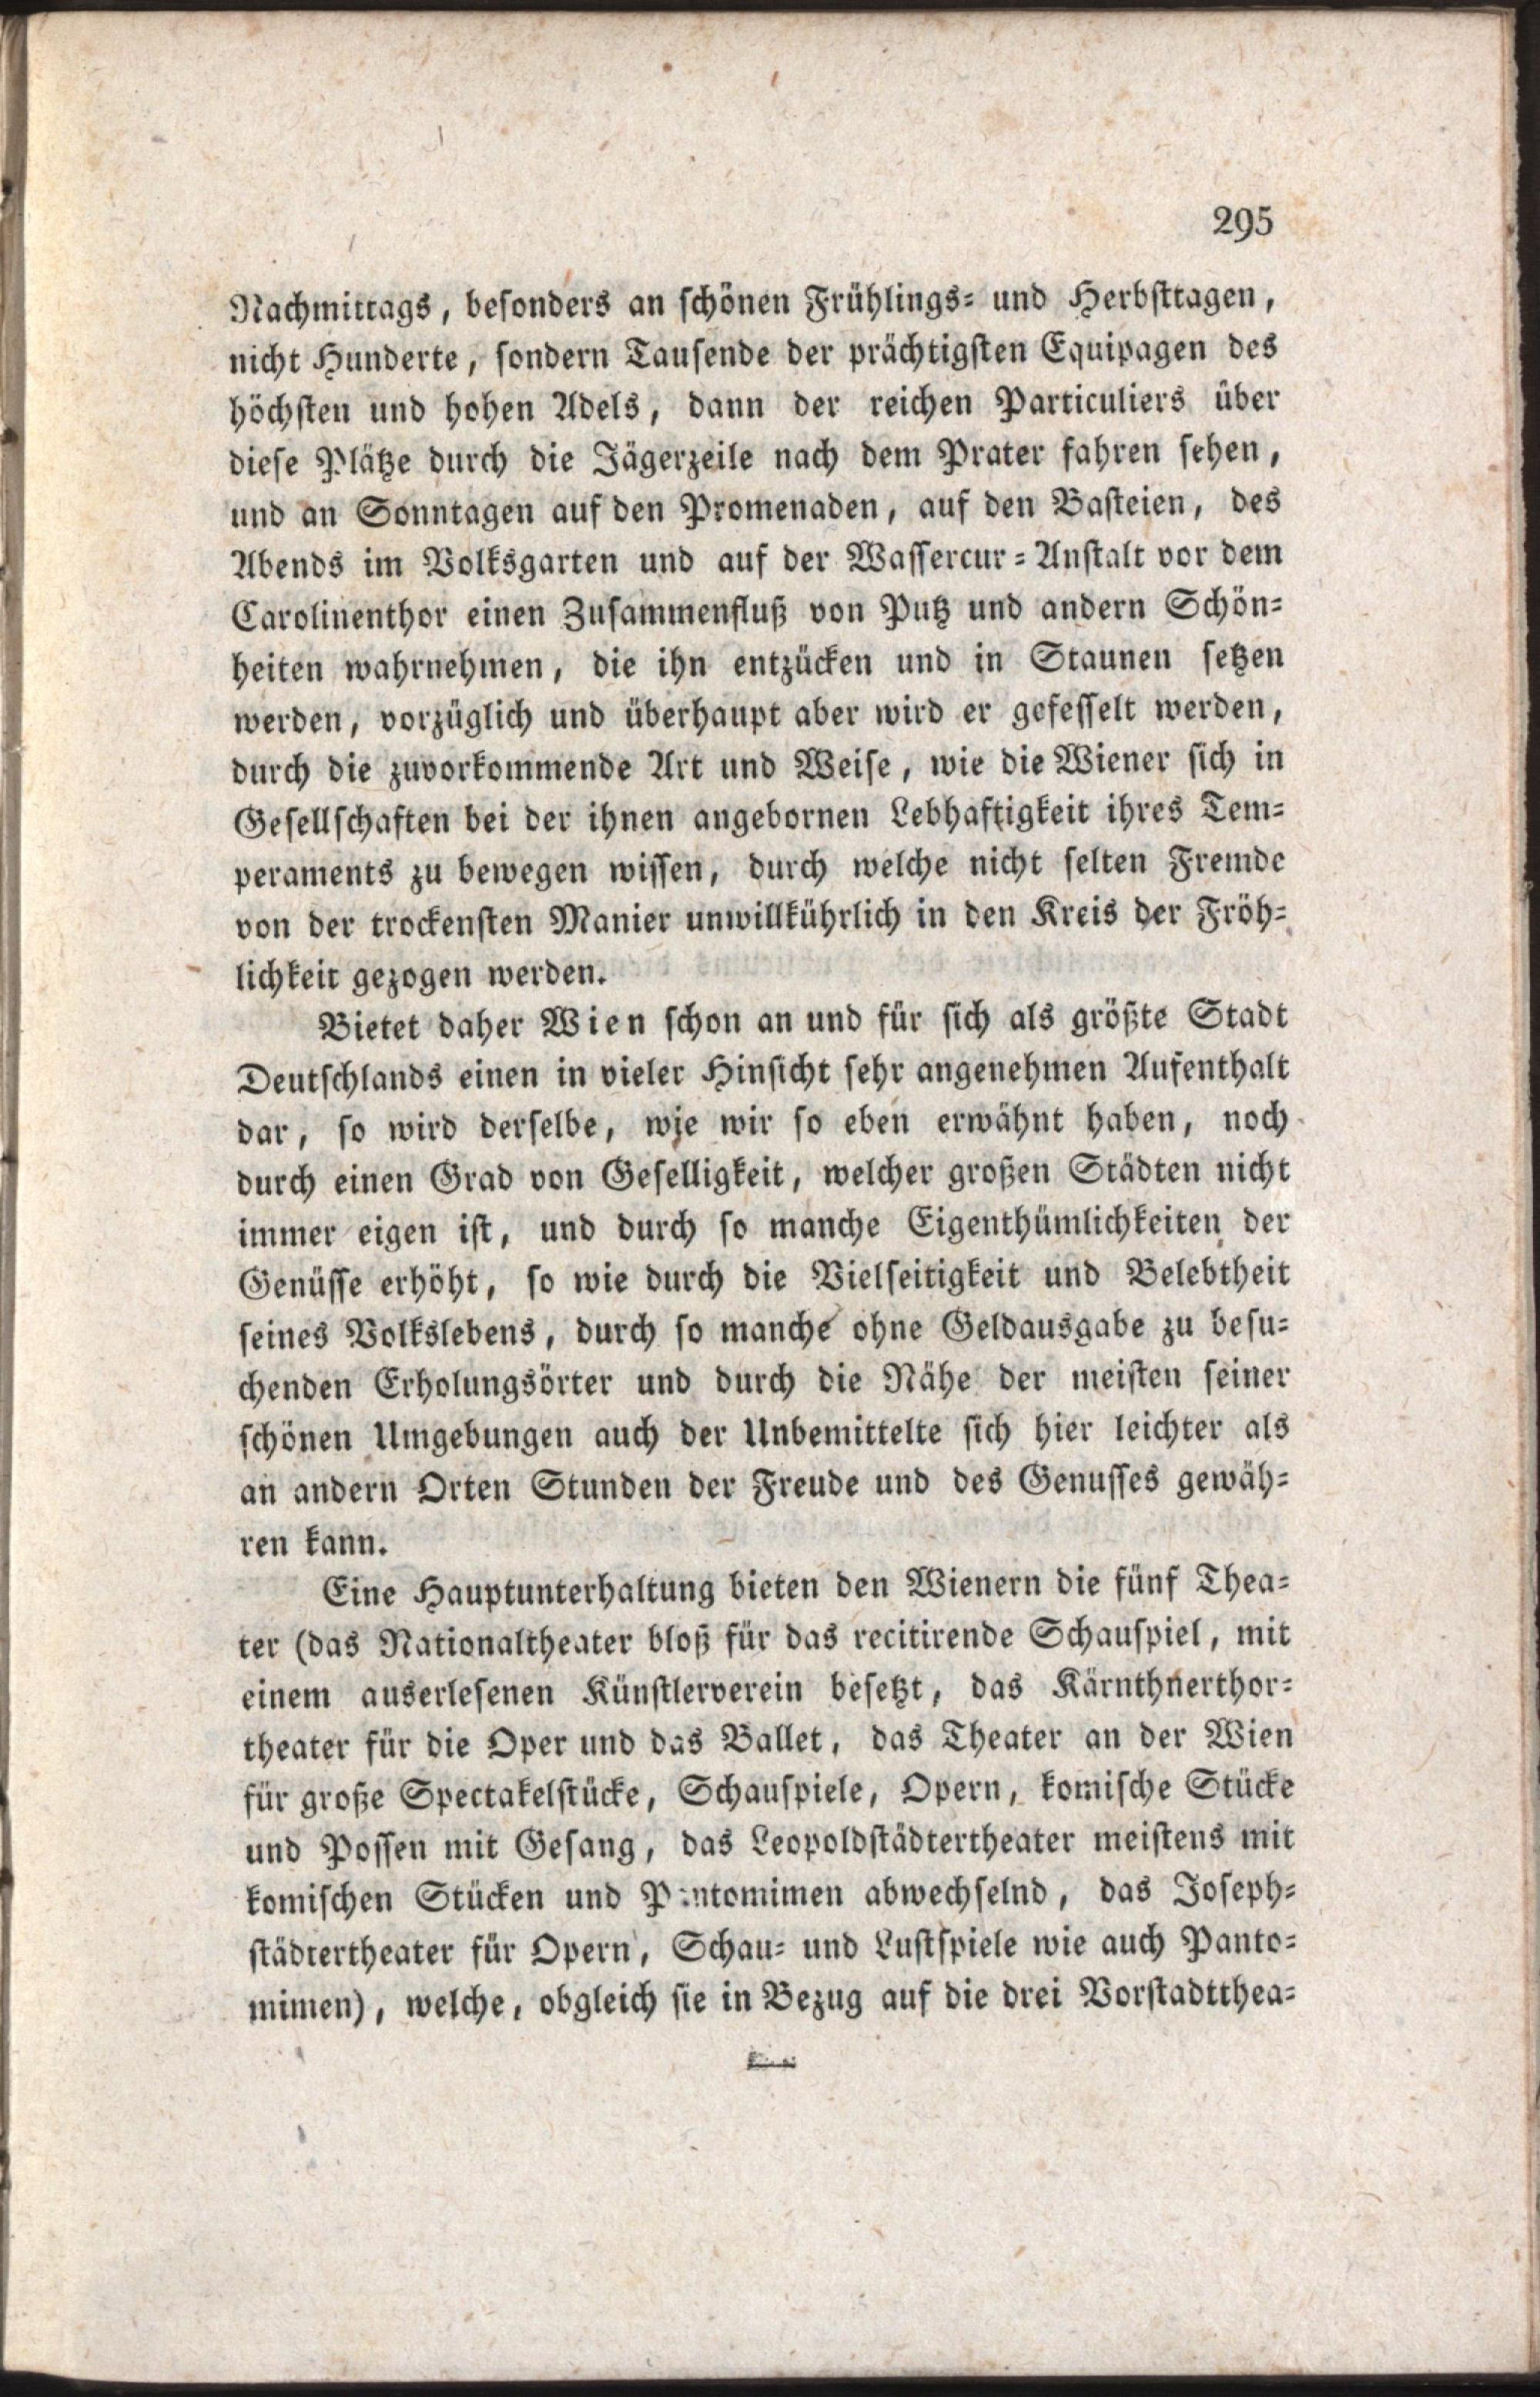 295
Nachmittags, besonders an schönen Frühlings- und Herbsttagen,
nicht Hunderte, sondern Tausende der prächtigsten Equipagen des
höchsten und hohen Adels, dann der reichen Particuliers über
diese Plätze durch die Jägerzeile nach dem Prater fahren sehen,
und an Sonntagen auf den Promenaden, auf den Basteien, des
Abends im Volksgarten und auf der Wassercur-Anstalt vor dem
Carolinenthor einen Zusammenfluß von Putz und andern Schön-
heiten wahrnehmen, die ihn entzücken und in Staunen setzen
werden, vorzüglich und überhaupt aber wird er gefesselt werden,
durch die zuvorkommende Art und Weise, wie die Wiener sich in
Gesellschaften bei der ihnen angebornen Lebhaftigkeit ihres Tem-
peraments zu bewegen wissen, durch welche nicht selten Fremde
von der trockensten Manier unwillkührlich in den Kreis der Fröh-
lichkeit gezogen werden.
Bietet daher Wien schon an und für sich als größte Stadt
Deutschlands einen in vieler Hinsicht sehr angenehmen Aufenthalt
dar, so wird derselbe, wie wir so eben erwähnt haben, noch
durch einen Grad von Geselligkeit, welcher großen Städten nicht
immer eigen ist, und durch so manche Eigenthümlichkeiten der
Genüsse erhöht, so wie durch die Vielseitigkeit und Belebtheit
seines Volkslebens, durch so manche ohne Geldausgabe zu besu-
chenden Erholungsörter und durch die Nähe der meisten seiner
schönen Umgebungen auch der Unbemittelte sich hier leichter als
an andern Orten Stunden der Freude und des Genusses gewäh-
ren kann.
Eine Hauptunterhaltung bieten den Wienern die fünf Thea-
ter (das Nationaltheater bloß für das recitirende Schauspiel, mit
einem auserlesenen Künstlerverein besetzt, das Kärnthnerthor-
theater für die Oper und das Ballet, das Theater an der Wien
für große Spectakelstücke, Schauspiele, Opern, komische Stücke
und Possen mit Gesang, das Leopoldstädtertheater meistens mit
komischen Stücken und Pantomimen abwechselnd, das Joseph-
städtertheater für Opern, Schau- und Lustspiele wie auch Panto-
mimen), welche, obgleich sie in Bezug auf die drei Vorstadtthea-